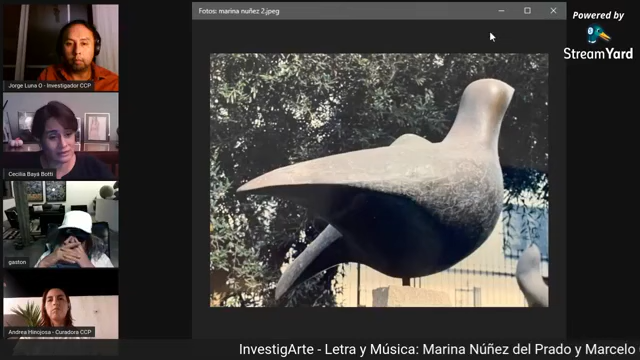 Fotos: marina nuñez 2.jpeg
Powered by
StreamYard
Jorge Luna O - Investigador CCP
Cecilia Baya Botti
gaston
Andrea Hinojosa - Curadora CCP
InvestigArte - Letra y Música: Marina Núñez del Prado y Marcelo